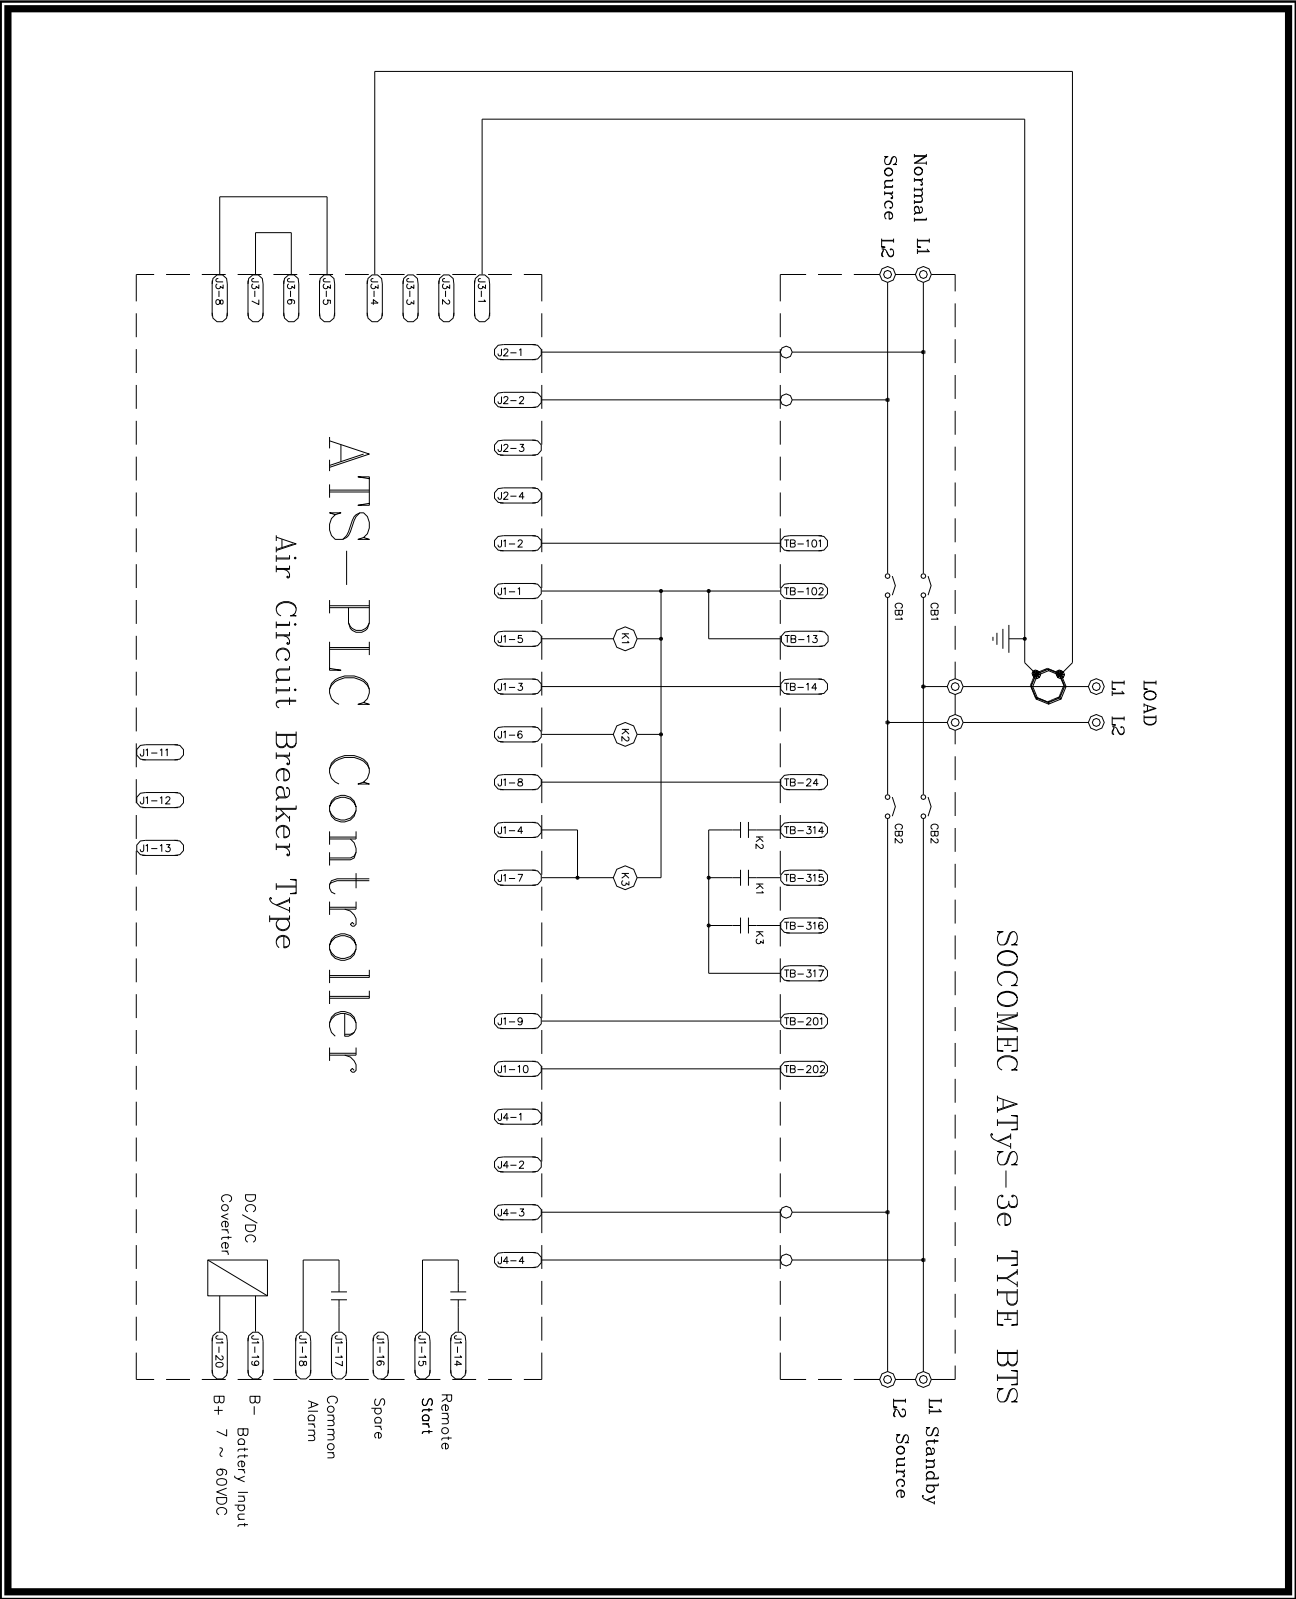 LOAD
L1
L2
SOCOMEC ATyS-3e TYPE BTS
Normal L1
Source L2
L1 Standby
L2 Source
CB1
CB1
CB2
CB2
TB-101
TB-102
TB-13
TB-14
TB-24
TB-314
TB-315
TB-316
TB-317
TB-201
TB-202
K2
K1
K3
K1
K2
K3
J2-1
J2-2
J2-3
J2-4
J1-2
J1-1
J1-5
J1-3
J1-6
J1-8
J1-4
J1-7
J1-9
J1-10
J4-1
J4-2
J4-3
J4-4
J3-1
J3-2
J3-3
J3-4
J3-5
J3-6
J3-7
J3-8
ATS-PLC Controller
Air Circuit Breaker Type
J1-14
J1-15
J1-16
J1-17
J1-18
J1-19
J1-20
Remote
Start
Spare
Common
Alarm
DC/DC
Coverter
B- Battery Input
B+ 7 ~ 60VDC
J1-11
J1-12
J1-13